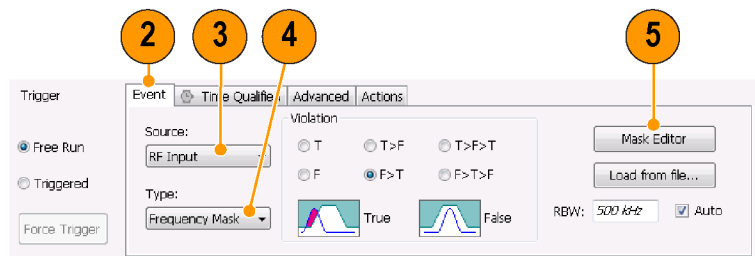 2 3 4 5
Trigger
Event Time Qualified Advanced Actions
Free Run
Triggered
Force Trigger
Source:
RF Input
Type:
Frequency Mask
Violation
T T>F T>F>T
F F>T F>T>F
True False
Mask Editor
Load from file...
RBW: 500 kHz Auto